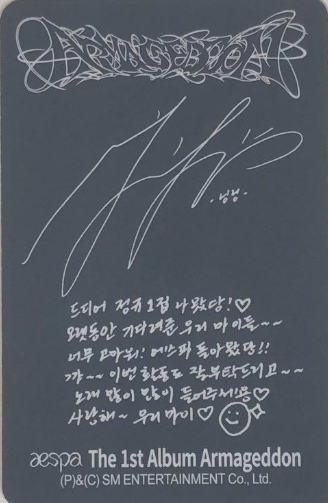 ARMAGEDDON
닝닝
드디어 정규 1집 나왔당!♡
오랫동안 기다려준 우리 마이들~~
너무 고마워! 에스파 돌아왔당!!
꺄~~ 이번 활동도 잘 부탁드리고~~
노래 많이 많이 들어주세용♡
사랑해~ 우리 마이♡
aespa The 1st Album Armageddon
(P)&(C) SM ENTERTAINMENT Co., Ltd.